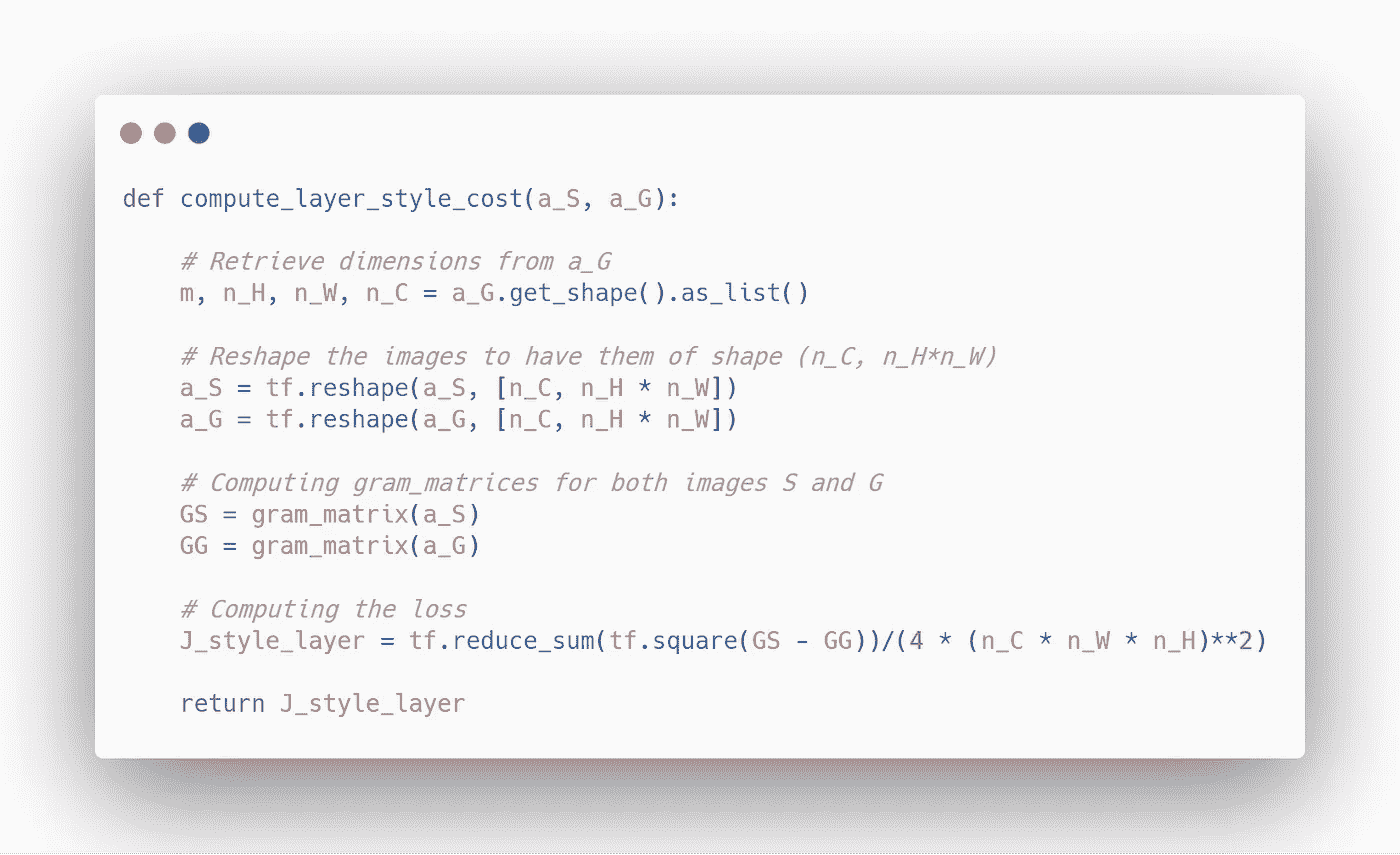 def compute_layer_style_cost(a_S, a_G):
# Retrieve dimensions from a_G
m, n_H, n_W, n_C = a_G.get_shape().as_list()
# Reshape the images to have them of shape (n_C, n_H*n_W)
a_S = tf.reshape(a_S, [n_C, n_H * n_W])
a_G = tf.reshape(a_G, [n_C, n_H * n_W])
# Computing gram_matrices for both images S and G
GS = gram_matrix(a_S)
GG = gram_matrix(a_G)
# Computing the loss
J_style_layer = tf.reduce_sum(tf.square(GS - GG))/(4 * (n_C * n_W * n_H)**2)
return J_style_layer